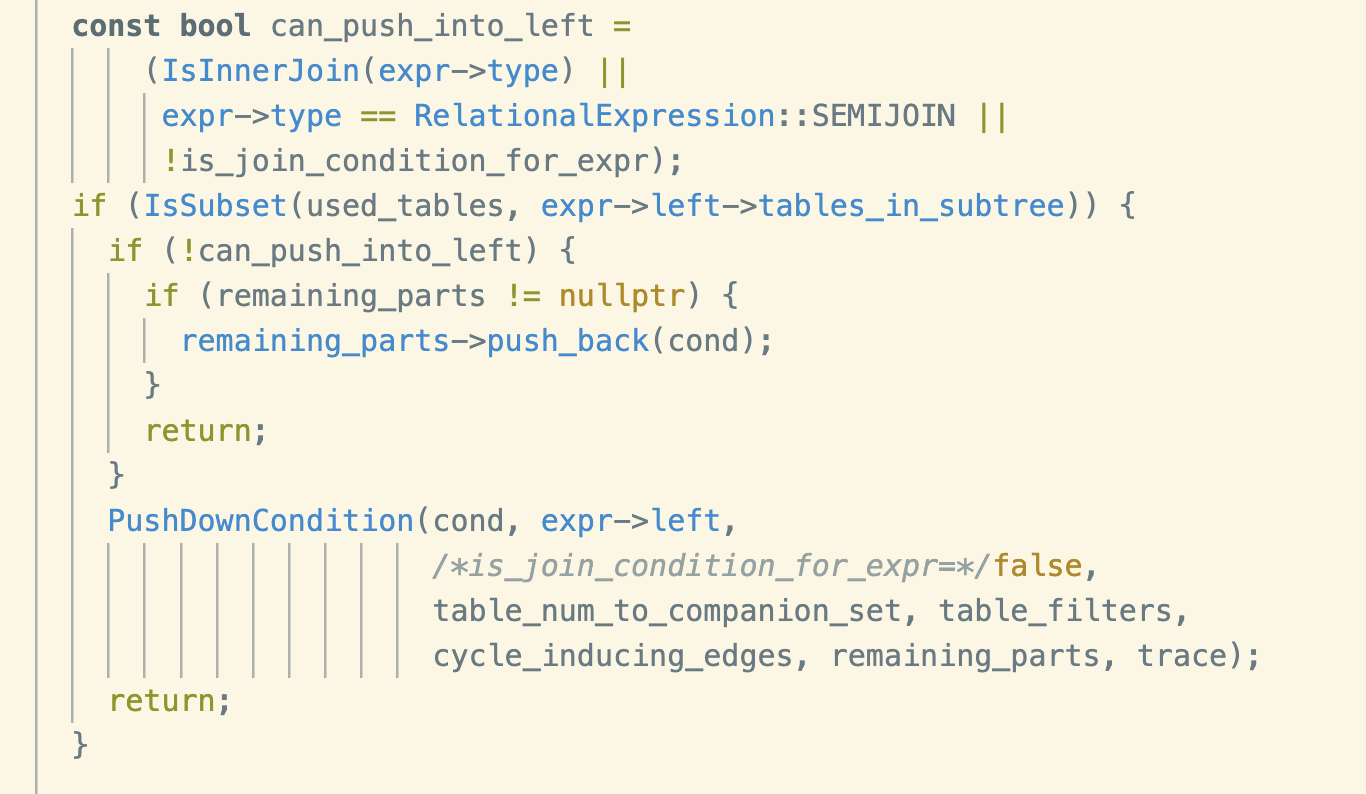 const bool can_push_into_left =
    (IsInnerJoin(expr->type) ||
     expr->type == RelationalExpression::SEMIJOIN ||
     !is_join_condition_for_expr);
if (IsSubset(used_tables, expr->left->tables_in_subtree)) {
  if (!can_push_into_left) {
    if (remaining_parts != nullptr) {
      remaining_parts->push_back(cond);
    }
    return;
  }
  PushDownCondition(cond, expr->left,
                    /*is_join_condition_for_expr=*/false,
                    table_num_to_companion_set, table_filters,
                    cycle_inducing_edges, remaining_parts, trace);
  return;
}